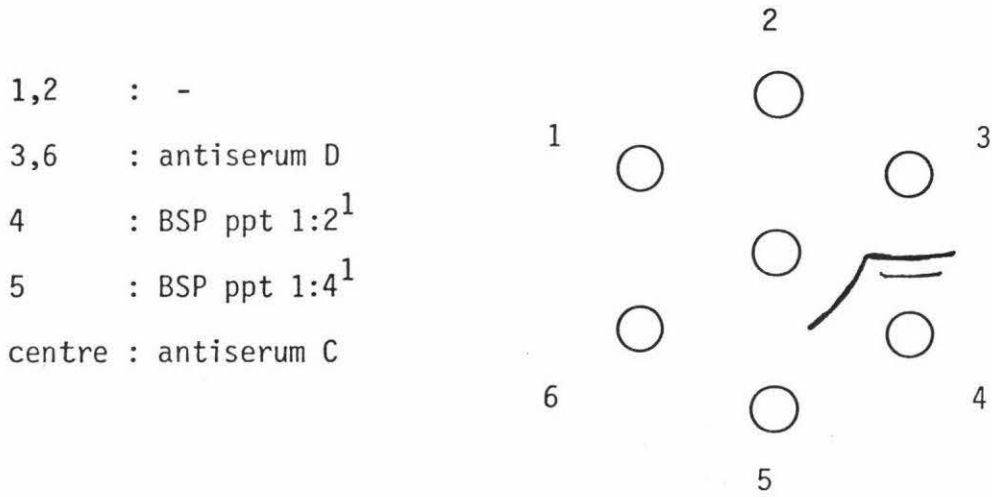 1,2 : -
3,6 : antiserum D
4 : BSP ppt 1:2¹
5 : BSP ppt 1:4¹
centre : antiserum C
2
1
3
6
4
5